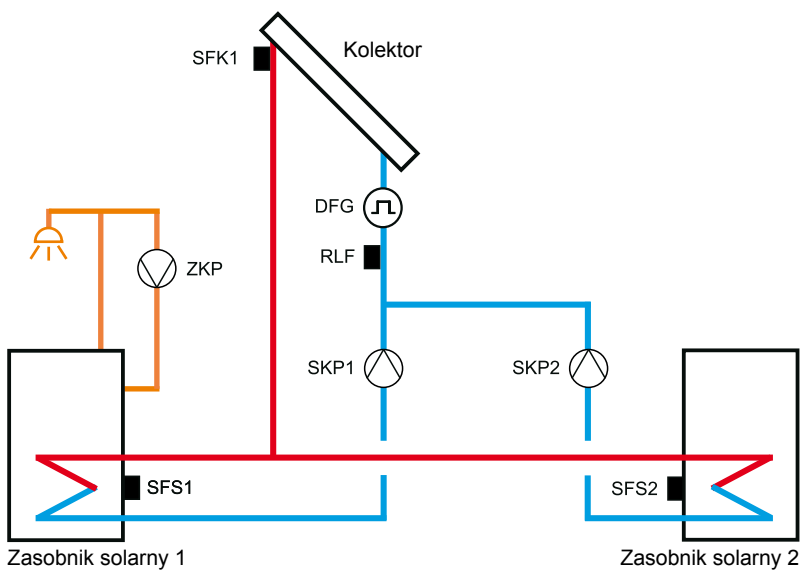 SFK1
Kolektor
DFG
RLF
ZKP
SKP1
SKP2
SFS1
SFS2
Zasobnik solarny 1
Zasobnik solarny 2